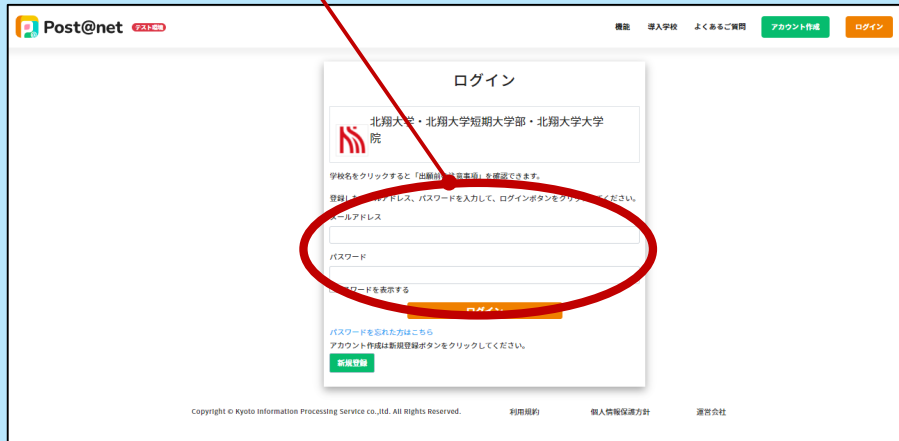 Post@net テスト環境
機能 導入学校 よくあるご質問 アカウント作成 ログイン
ログイン
北翔大学・北翔大学短期大学部・北翔大学大学
院
学校名をクリックすると「出願前の注意事項」を確認できます。
登録したメールアドレス、パスワードを入力して、ログインボタンをクリックしてください。
メールアドレス
パスワード
パスワードを表示する
ログイン
パスワードを忘れた方はこちら
アカウント作成は新規登録ボタンをクリックしてください。
新規登録
Copyright © Kyoto Information Processing Service co.,ltd. All Rights Reserved. 利用規約 個人情報保護方針 運営会社